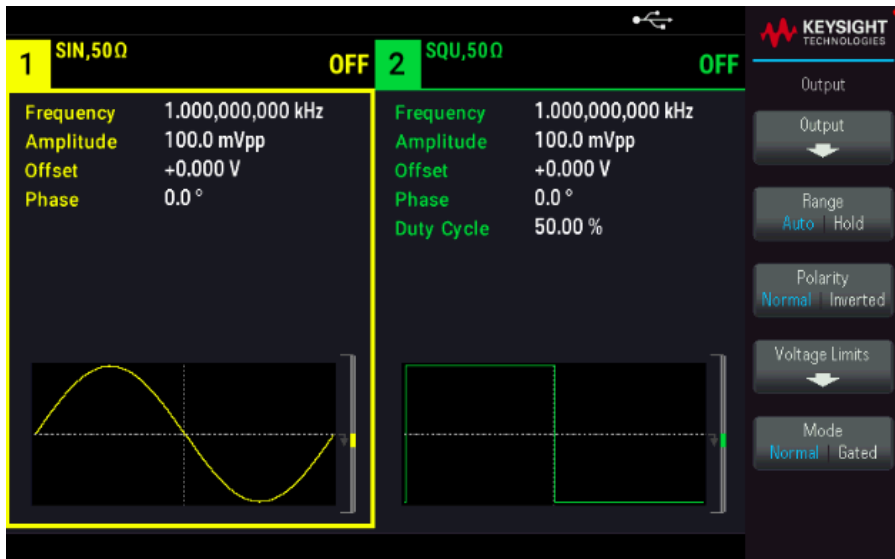 1 SIN,50Ω OFF
Frequency 1.000,000,000 kHz
Amplitude 100.0 mVpp
Offset +0.000 V
Phase 0.0 °
2 SQU,50Ω OFF
Frequency 1.000,000,000 kHz
Amplitude 100.0 mVpp
Offset +0.000 V
Phase 0.0 °
Duty Cycle 50.00 %
KEYSIGHT
TECHNOLOGIES
Output
Output
Range
Auto | Hold
Polarity
Normal | Inverted
Voltage Limits
Mode
Normal | Gated